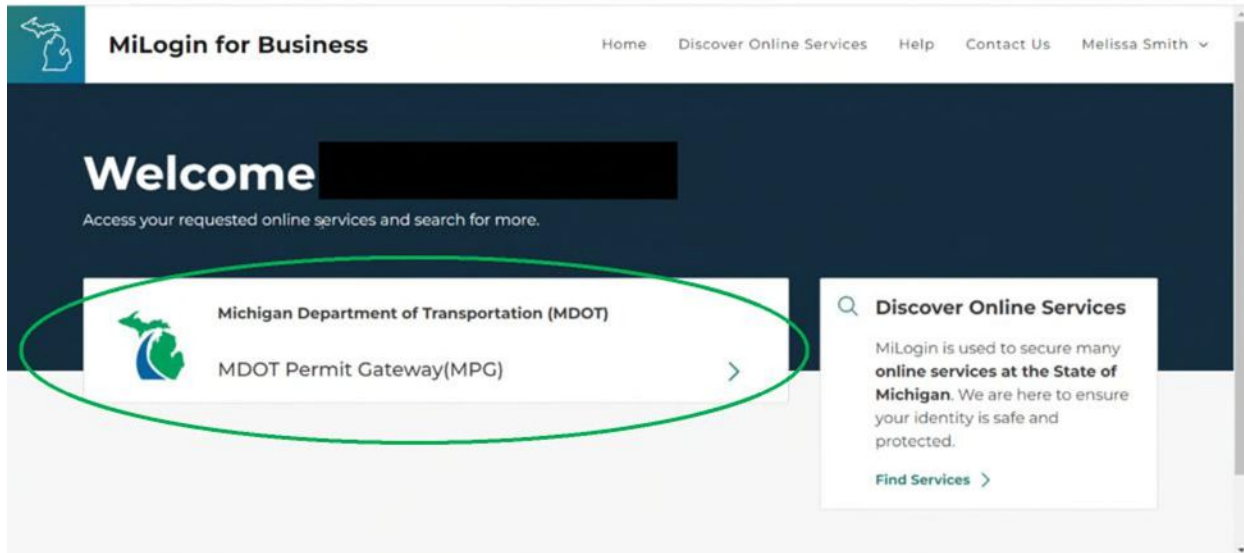 MiLogin for Business
Home Discover Online Services Help Contact Us Melissa Smith
Welcome
Access your requested online services and search for more.
Michigan Department of Transportation (MDOT)
MDOT Permit Gateway(MPG)
Discover Online Services
MiLogin is used to secure many
online services at the State of
Michigan. We are here to ensure
your identity is safe and
protected.
Find Services